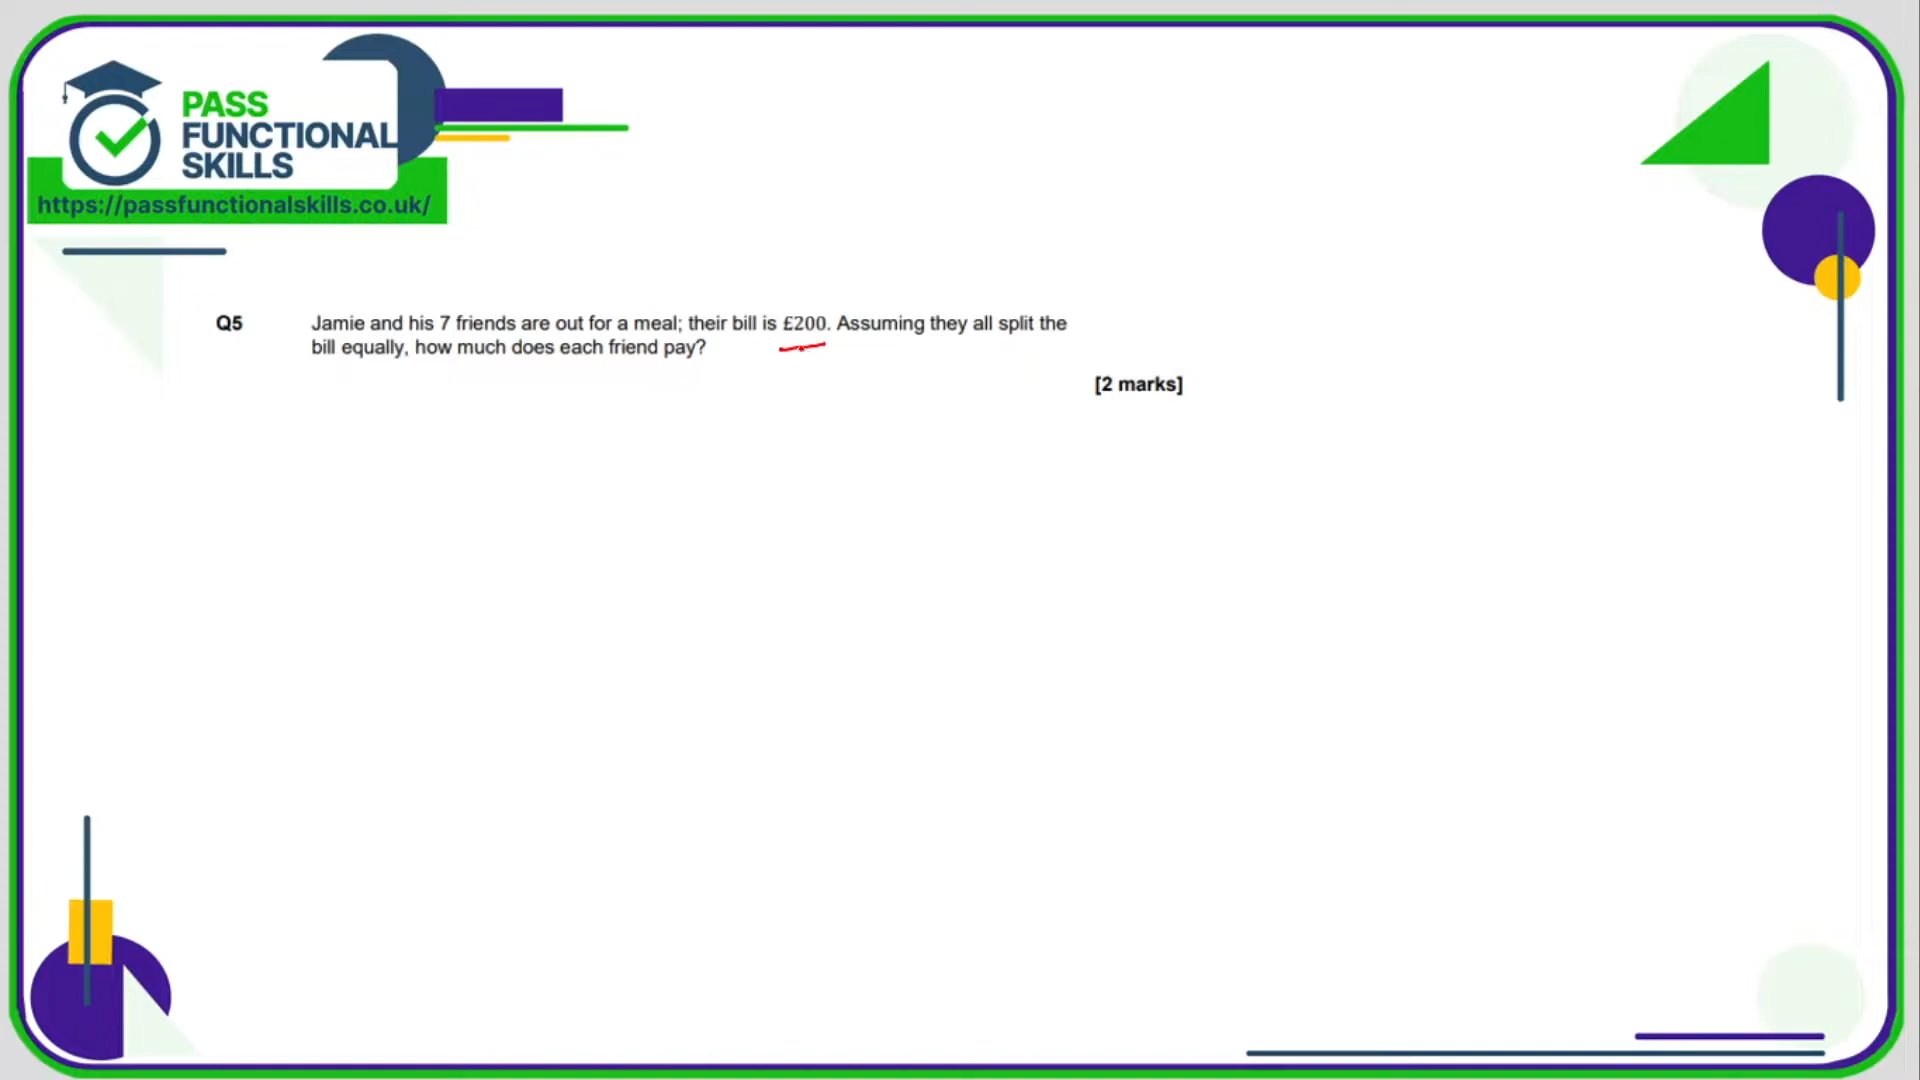 PASS
FUNCTIONAL
SKILLS
https://passfunctionalskills.co.uk/
Q5 Jamie and his 7 friends are out for a meal; their bill is £200. Assuming they all split the
bill equally, how much does each friend pay?
[2 marks]